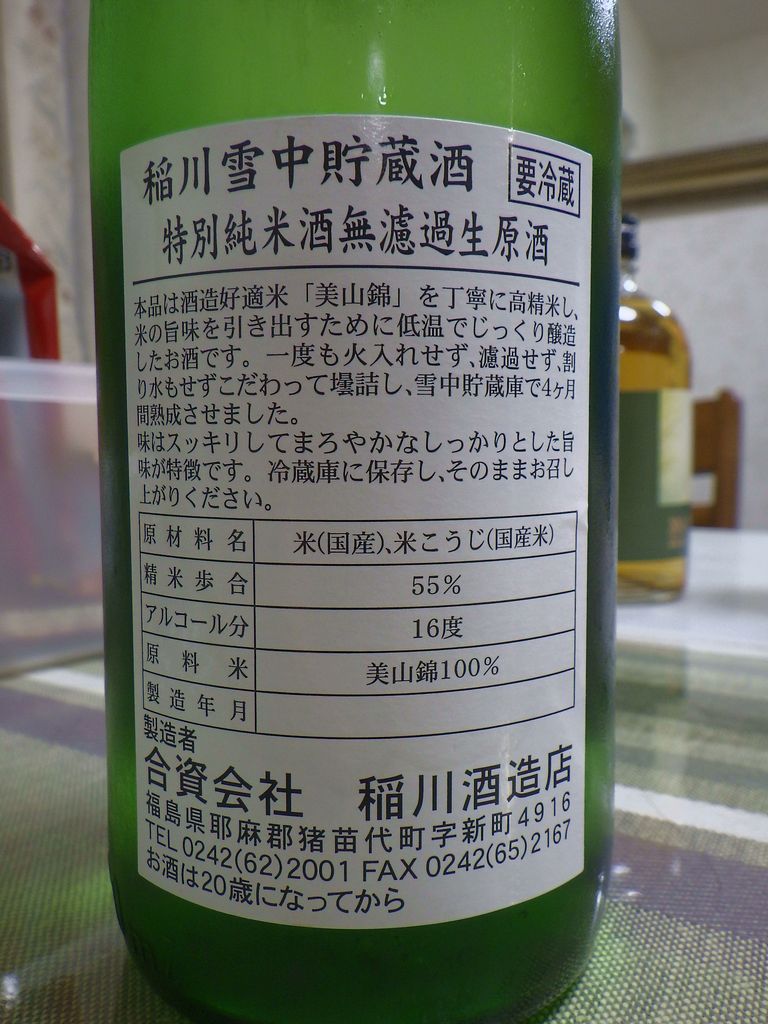 稲川雪中貯蔵酒 要冷蔵
特別純米酒無濾過生原酒
本品は酒造好適米「美山錦」を丁寧に高精米し、
米の旨味を引き出すために低温でじっくり醸造
したお酒です。一度も火入れせず、濾過せず、割
り水もせずこだわって壜詰し、雪中貯蔵庫で4ヶ月
間熟成させました。
味はスッキリしてまろやかなしっかりとした旨
味が特徴です。冷蔵庫に保存し、そのままお召し
上がりください。
原材料名 米(国産)、米こうじ(国産米)
精米歩合 55%
アルコール分 16度
原料米 美山錦100%
製造年月
製造者
合資会社 稲川酒造店
福島県耶麻郡猪苗代町字新町4916
TEL 0242(62)2001 FAX 0242(65)2167
お酒は20歳になってから